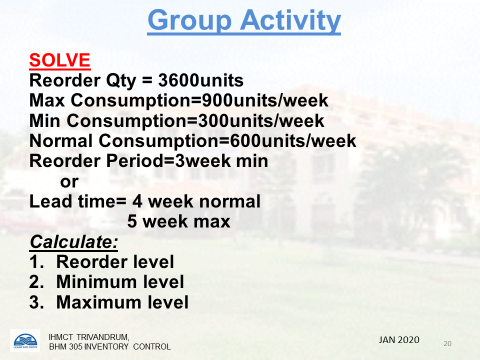 Group Activity
SOLVE
Reorder Qty = 3600units
Max Consumption=900units/week
Min Consumption=300units/week
Normal Consumption=600units/week
Reorder Period=3week min
or
Lead time= 4 week normal
5 week max
Calculate:
1. Reorder level
2. Minimum level
3. Maximum level
IHMCT TRIVANDRUM,
BHM 305 INVENTORY CONTROL
JAN 2020
20